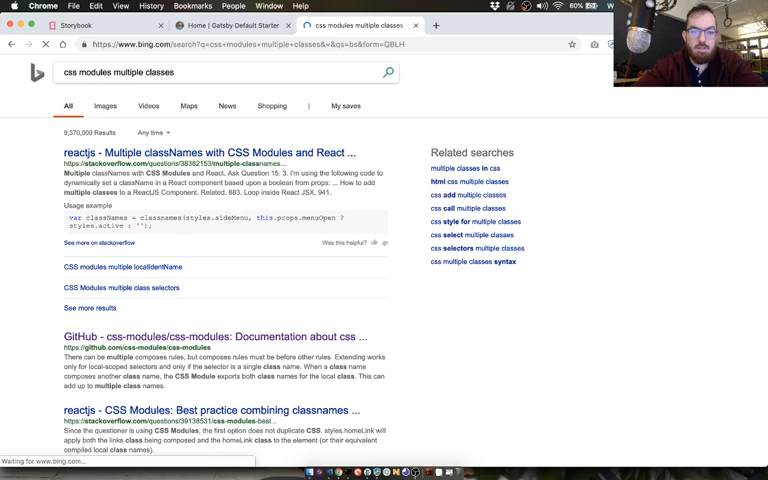 Chrome File Edit View History Bookmarks People Window Help
60%
Storybook
Home | Gatsby Default Starter
css modules multiple classes
https://www.bing.com/search?q=css+modules+multiple+classes&=&qs=bs&form=QBLH
css modules multiple classes
All Images Videos Maps News Shopping | My saves
9,370,000 Results Any time
reactjs - Multiple classNames with CSS Modules and React ...
https://stackoverflow.com/questions/38382153/multiple-classnames...
Multiple classNames with CSS Modules and React. Ask Question 15. 3. I'm using the following code to
dynamically set a className in a React component based upon a boolean from props: ... How to add
multiple classes to a ReactJS Component. Related. 883. Loop inside React JSX. 941.
Usage example
var classNames = classnames(styles.sideMenu, this.props.menuOpen ?
styles.active : '');
See more on stackoverflow
Was this helpful?
CSS modules multiple localIdentName
CSS Modules multiple class selectors
See more results
GitHub - css-modules/css-modules: Documentation about css ...
https://github.com/css-modules/css-modules
There can be multiple composes rules, but composes rules must be before other rules. Extending works
only for local-scoped selectors and only if the selector is a single class name. When a class name
composes another class name, the CSS Module exports both class names for the local class. This can
add up to multiple class names.
reactjs - CSS Modules: Best practice combining classnames ...
https://stackoverflow.com/questions/39138531/css-modules-best...
Since the questioner is using CSS Modules, the first option does not duplicate CSS. styles.homeLink will
apply both the links class being composed and the homeLink class to the element (or their equivalent
compiled local class names).
Related searches
multiple classes in css
html css multiple classes
css add multiple classes
css call multiple classes
css style for multiple classes
css select multiple classes
css selectors multiple classes
css multiple classes syntax
Waiting for www.bing.com...